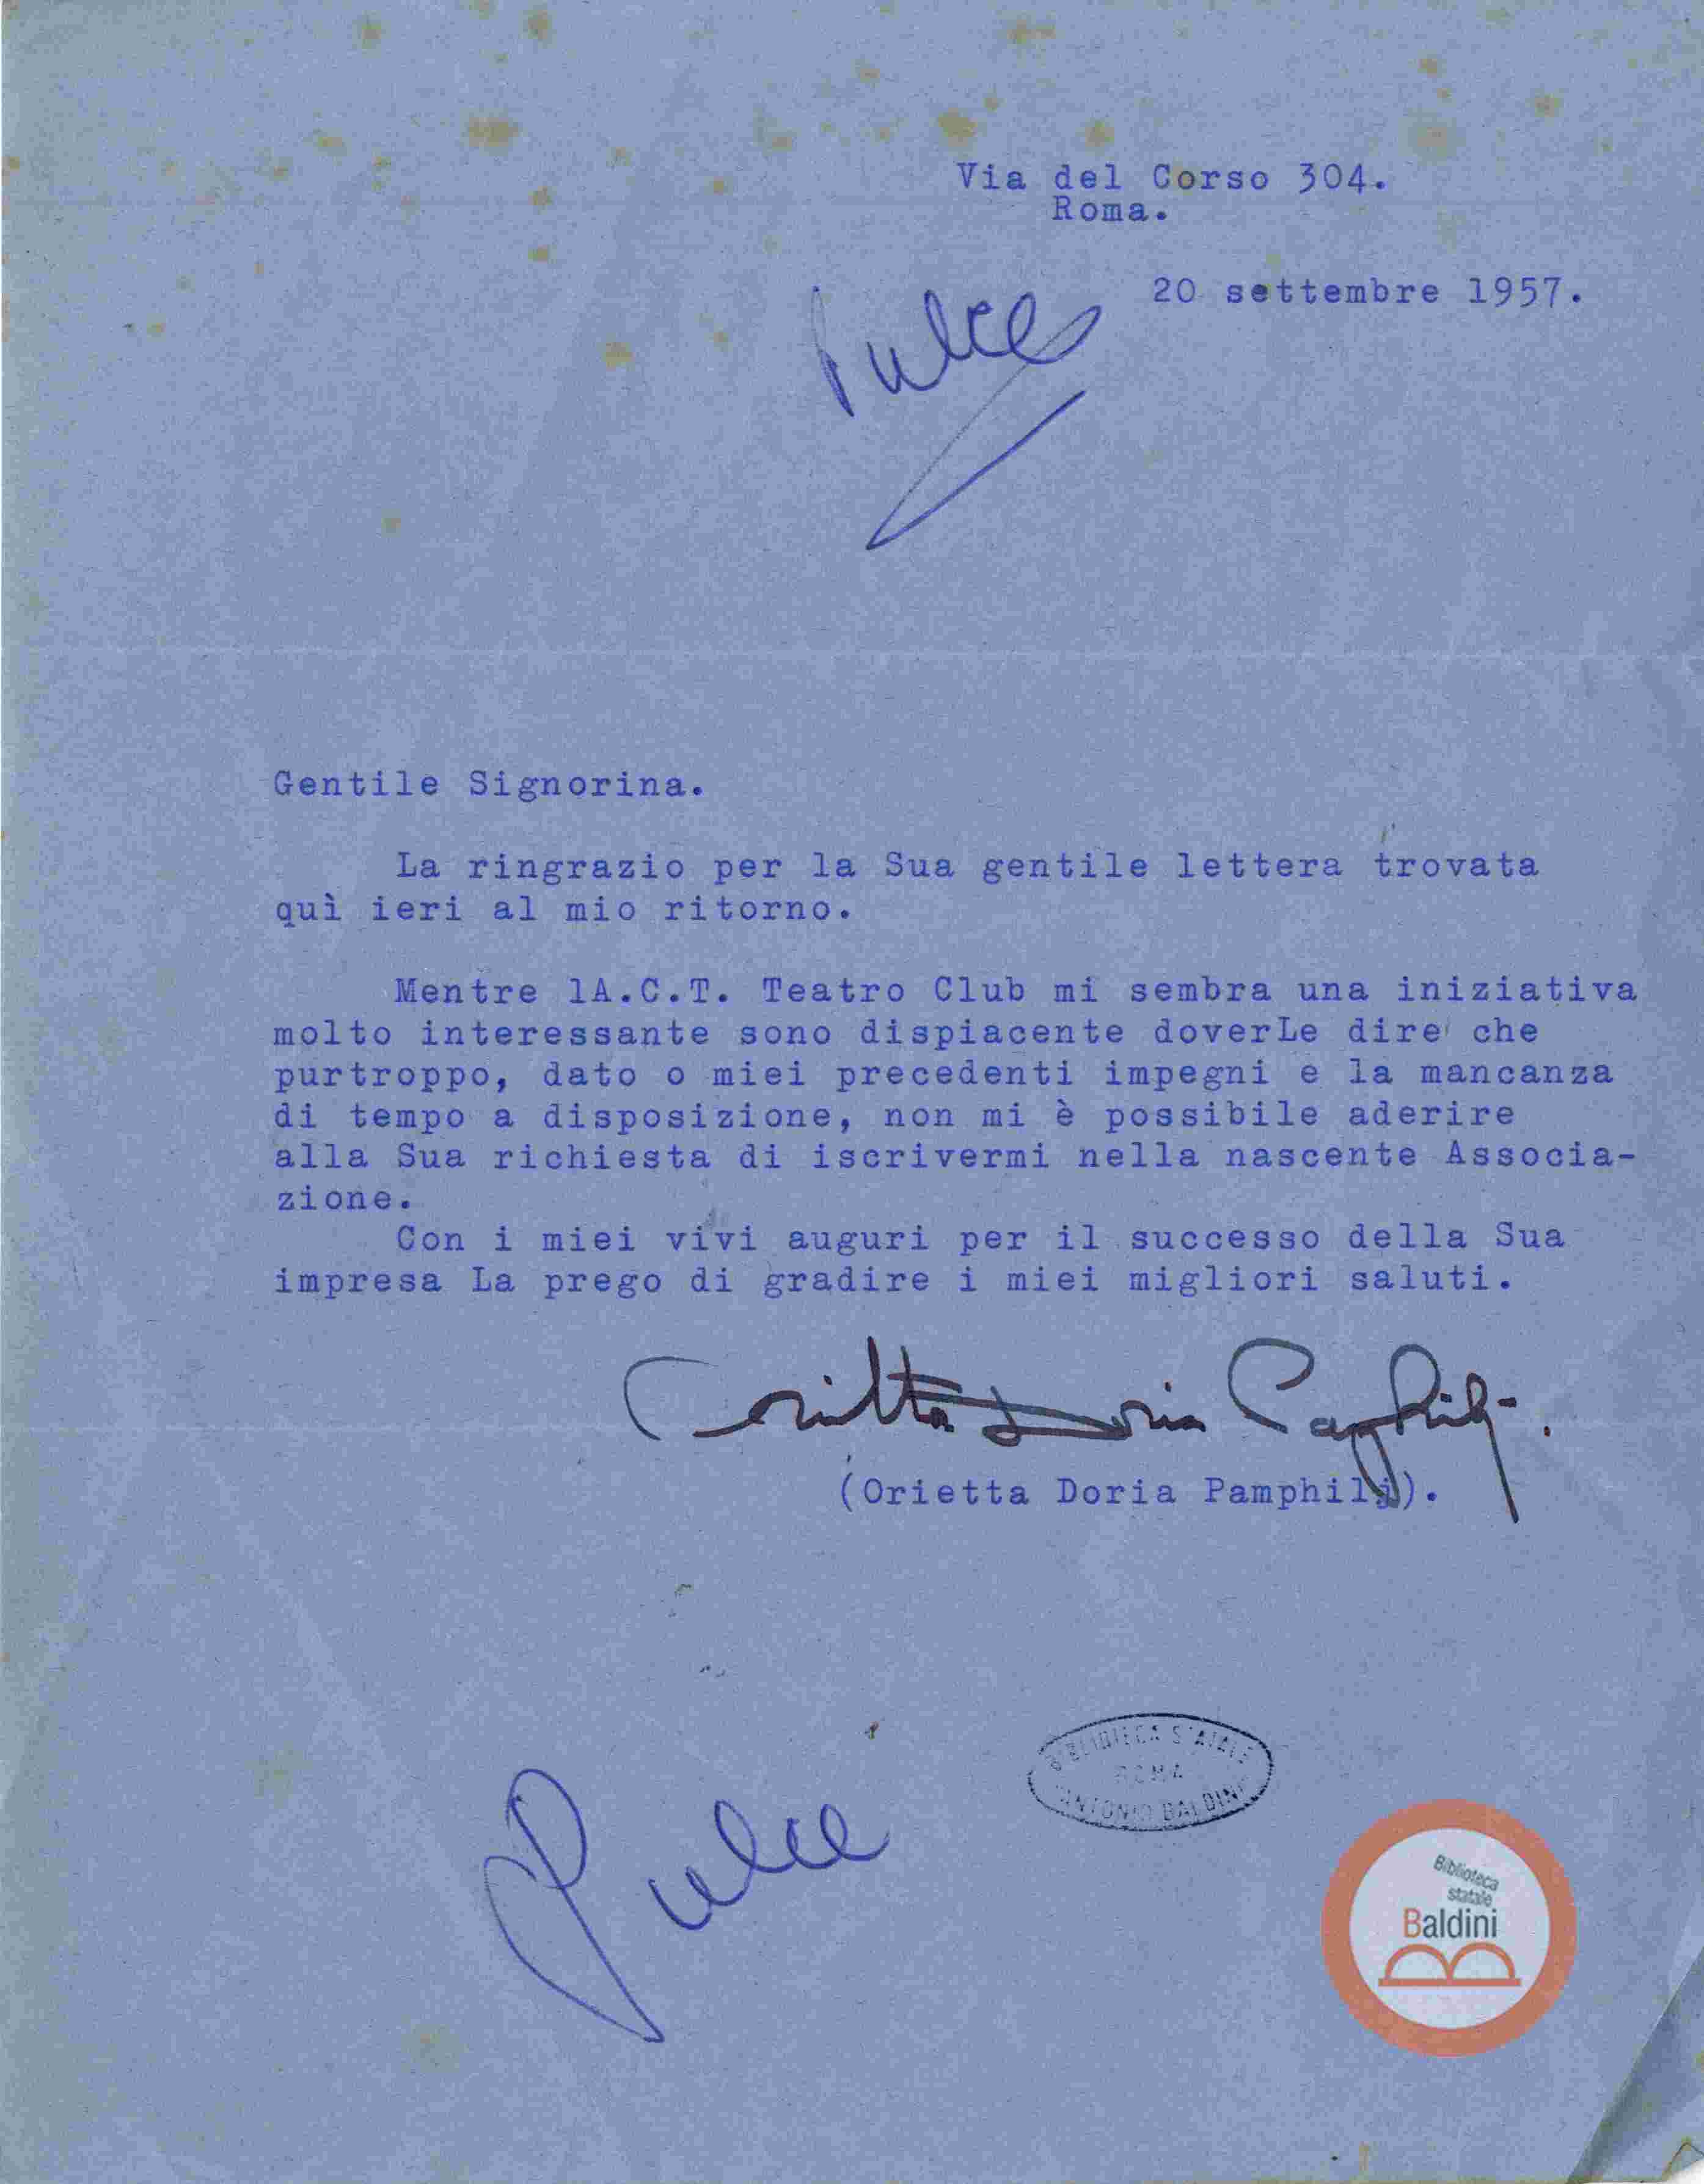 Via del Corso 304.
Roma.
20 settembre 1957.
Pulce
Gentile Signorina.
La ringrazio per la Sua gentile lettera trovata
quì ieri al mio ritorno.
Mentre lA.C.T. Teatro Club mi sembra una iniziativa
molto interessante sono dispiacente doverLe dire che
purtroppo, dato o miei precedenti impegni e la mancanza
di tempo a disposizione, non mi è possibile aderire
alla Sua richiesta di iscrivermi nella nascente Associa-
zione.
Con i miei vivi auguri per il successo della Sua
impresa La prego di gradire i miei migliori saluti.
Orietta Doria Pamphilj.
(Orietta Doria Pamphilj).
BIBLIOTECA STATALE
ROMA
ANTONIO BALDINI
Pulce
Biblioteca
statale
Baldini